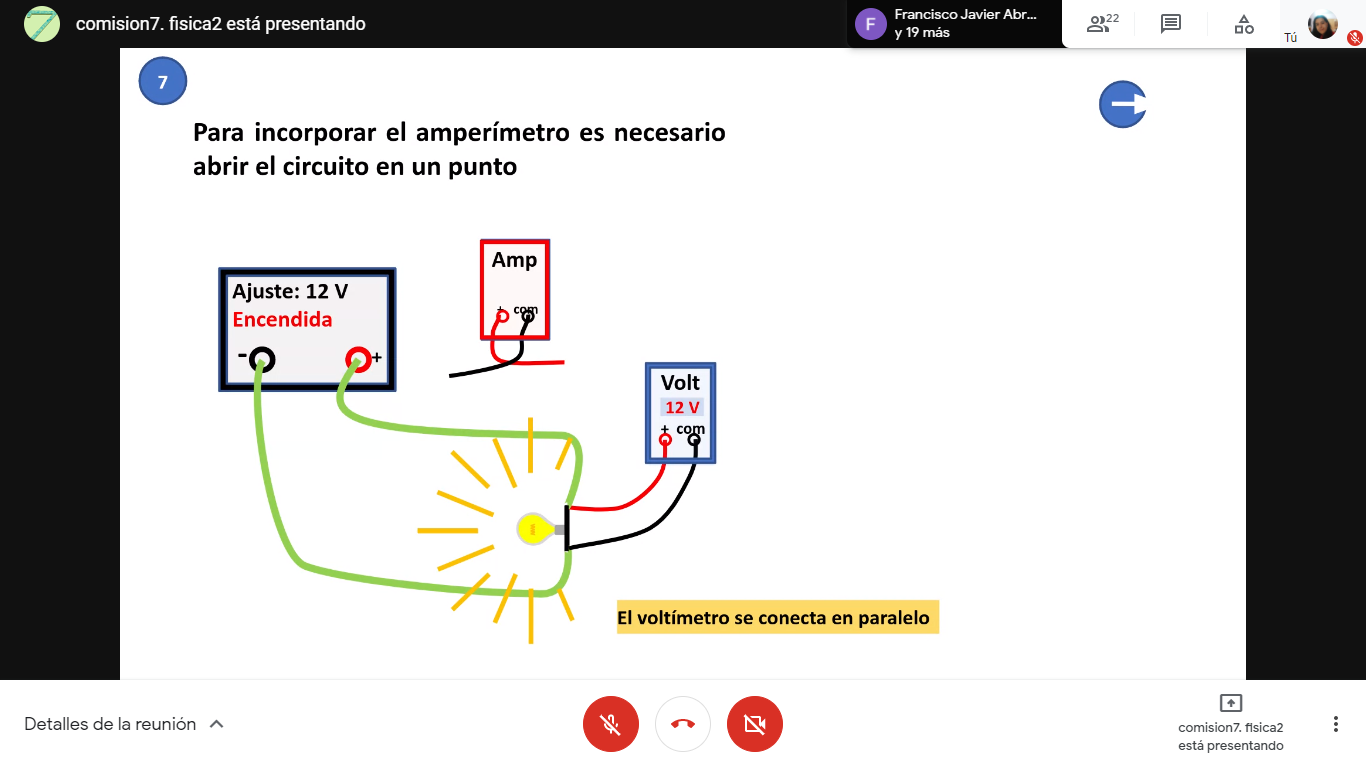 7
comision7. fisica2 está presentando
F
Francisco Javier Abr...
y 19 más
22
Tú
7
Para incorporar el amperímetro es necesario
abrir el circuito en un punto
Amp
+ com
Ajuste: 12 V
Encendida
- +
Volt
12 V
+ com
El voltímetro se conecta en paralelo
Detalles de la reunión
comision7. fisica2
está presentando